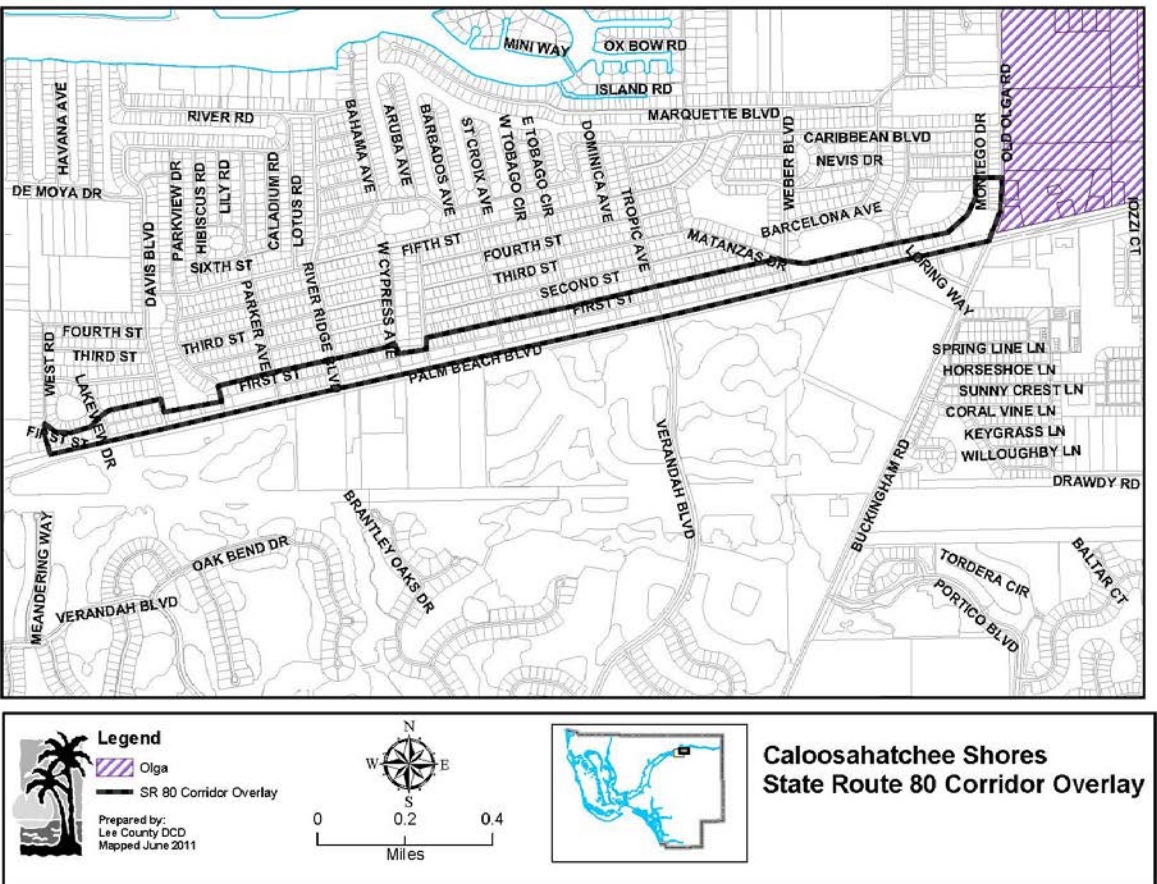 MINI WAY
OX BOW RD
ISLAND RD
HAVANA AVE
RIVER RD
MARQUETTE BLVD
BAHAMA AVE
ARUBA AVE
BARBADOS AVE
ST CROIX AVE
W TOBAGO CIR
E TOBAGO CIR
DOMINICA AVE
TROPIC AVE
WEBER BLVD
CARIBBEAN BLVD
NEVIS DR
MONTEGO DR
OLD OLGA RD
DE MOYA DR
DAVIS BLVD
PARKVIEW DR
HIBISCUS RD
LILY RD
CALADIUM RD
LOTUS RD
BARCELONA AVE
IOZZI CT
FIFTH ST
FOURTH ST
THIRD ST
SECOND ST
FIRST ST
MATANZAS DR
LORING WAY
SIXTH ST
PARKER AVE
RIVER RIDGE BLVD
W CYPRESS AVE
FOURTH ST
THIRD ST
THIRD ST
WEST RD
LAKEVIEW DR
FIRST ST
FIRST ST
PALM BEACH BLVD
SPRING LINE LN
HORSESHOE LN
SUNNY CREST LN
CORAL VINE LN
KEYGRASS LN
WILLOUGHBY LN
DRAWDY RD
VERANDAH BLVD
BUCKINGHAM RD
MEANDERING WAY
OAK BEND DR
VERANDAH BLVD
BRANTLEY OAKS DR
TORDERA CIR
PORTICO BLVD
BALTAR CT
Legend
Olga
SR 80 Corridor Overlay
Prepared by:
Lee County DCD
Mapped June 2011
N
W
E
S
0 0.2 0.4
Miles
Caloosahatchee Shores
State Route 80 Corridor Overlay